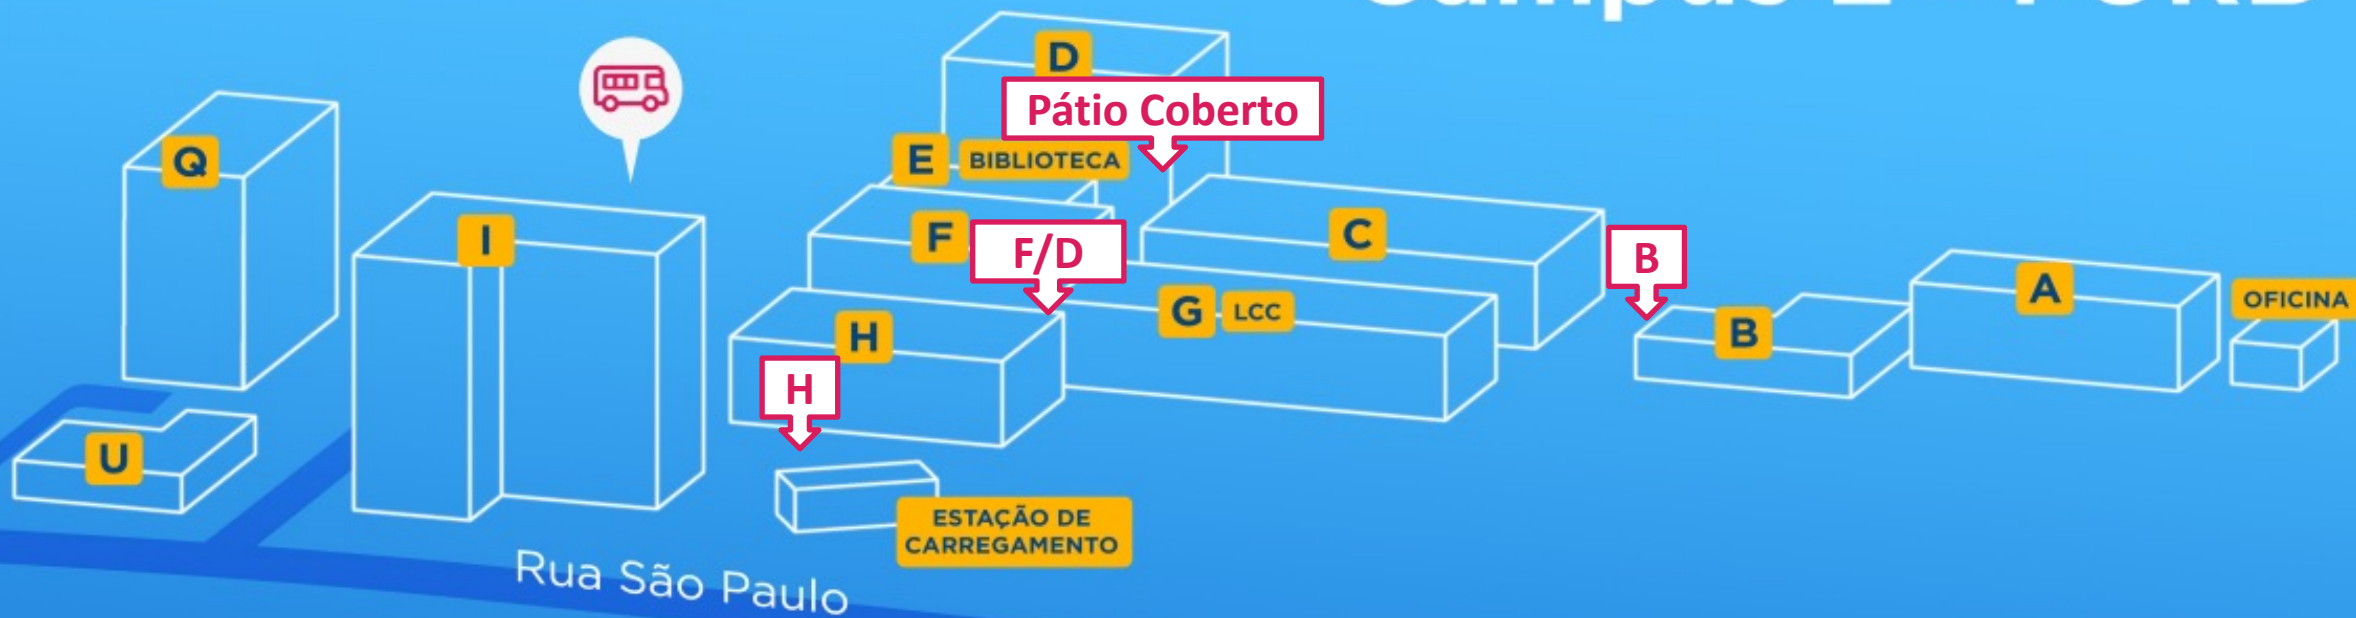 D
Pátio Coberto
Q
E
BIBLIOTECA
I
F
F/D
C
B
A
OFICINA
G
LCC
H
B
H
U
ESTAÇÃO DE
CARREGAMENTO
Rua São Paulo